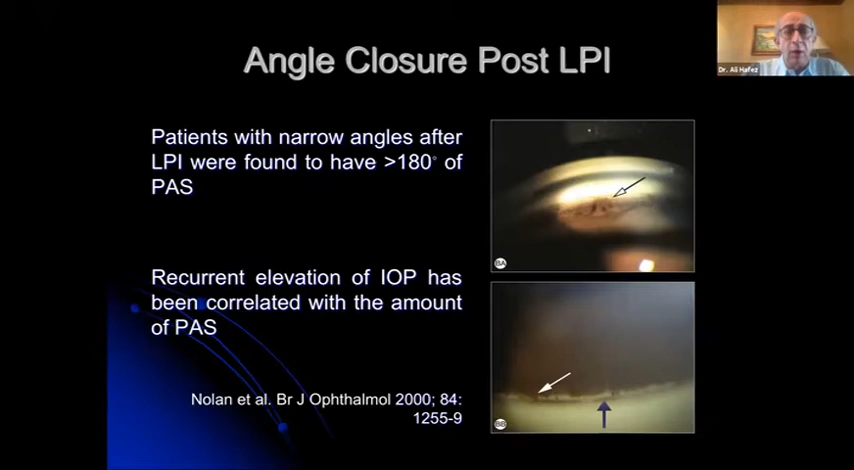 Angle Closure Post LPI
Dr. Ali Hafez
Patients with narrow angles after
LPI were found to have >180° of
PAS
Recurrent elevation of IOP has
been correlated with the amount
of PAS
Nolan et al. Br J Ophthalmol 2000; 84:
1255-9
BA
BB